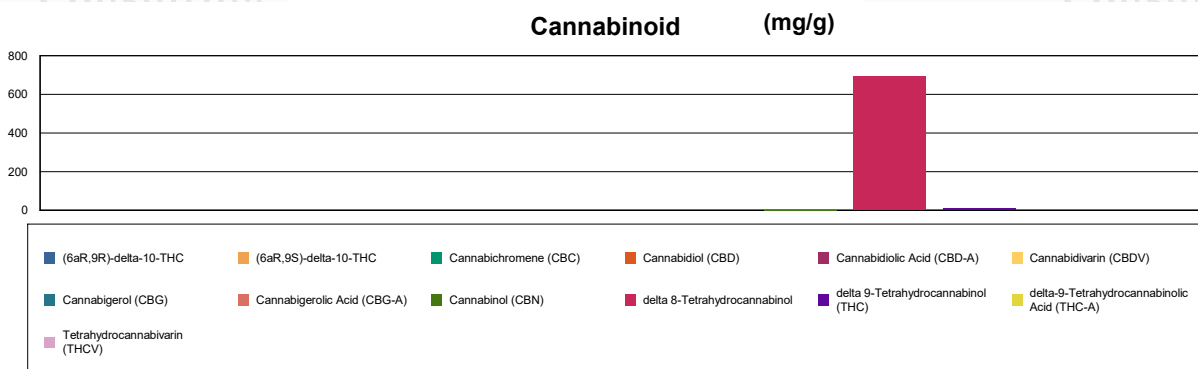 Cannabinoid (mg/g)
800
600
400
200
0
(6aR,9R)-delta-10-THC (6aR,9S)-delta-10-THC Cannabichromene (CBC) Cannabidiol (CBD) Cannabidiolic Acid (CBD-A) Cannabidivarin (CBDV)
Cannabigerol (CBG) Cannabigerolic Acid (CBG-A) Cannabinol (CBN) delta 8-Tetrahydrocannabinol delta 9-Tetrahydrocannabinol
(THC) delta-9-Tetrahydrocannabinolic
Acid (THC-A)
Tetrahydrocannabivarin
(THCV)